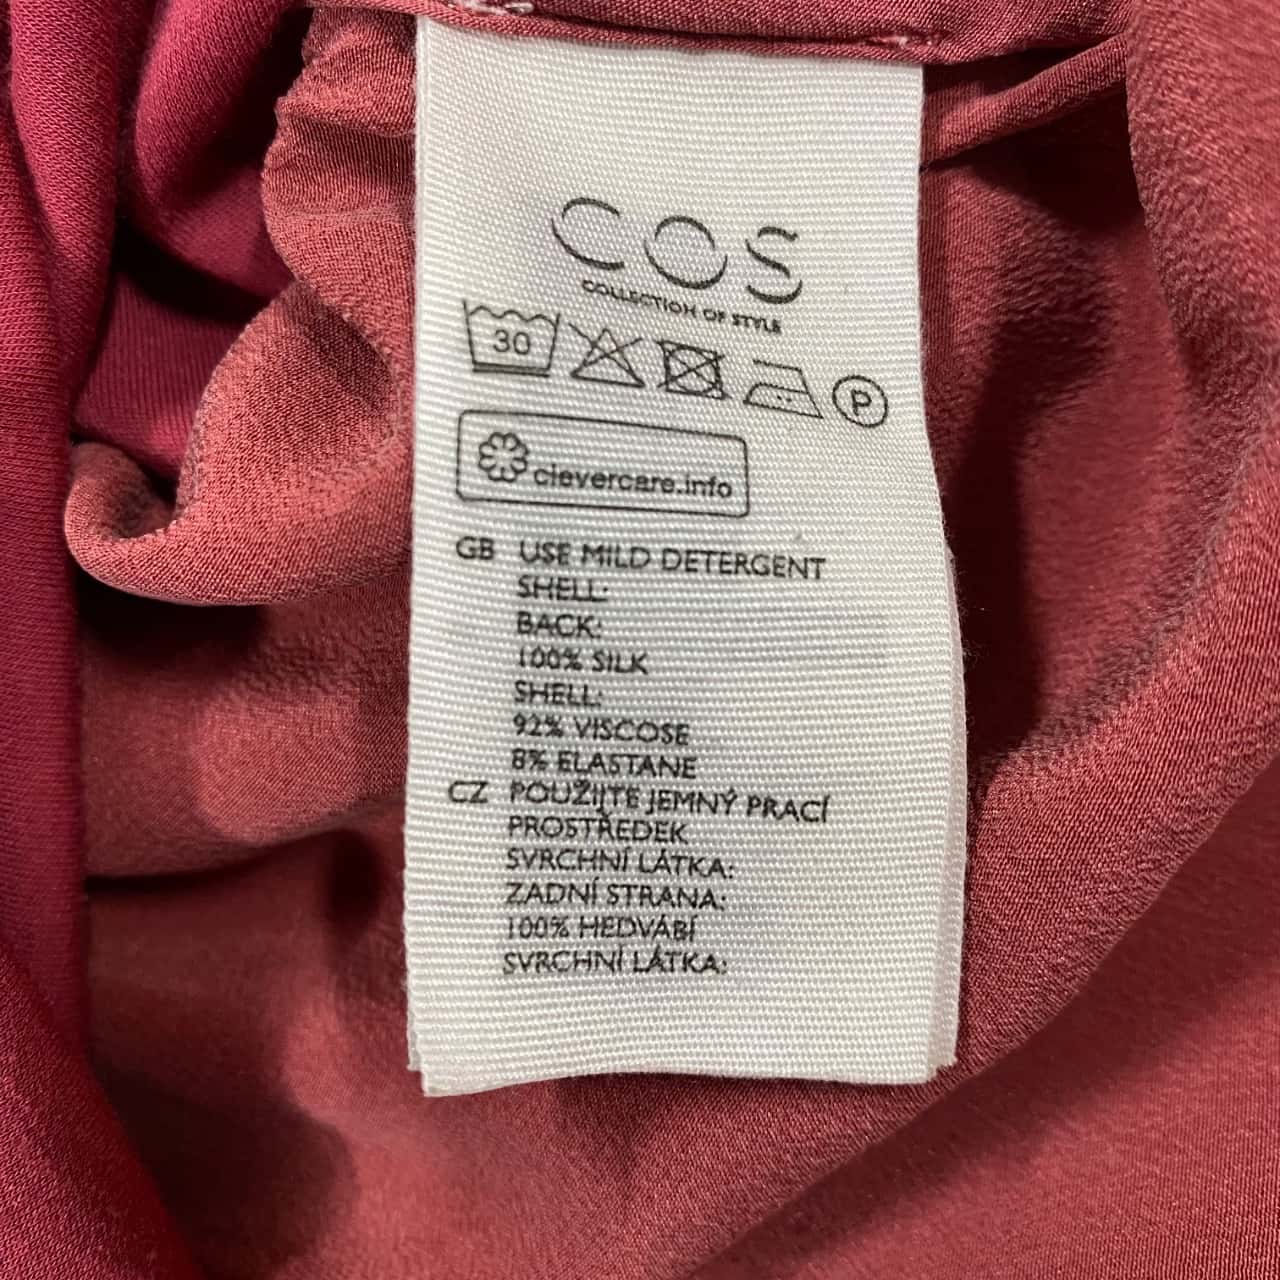 COS
COLLECTION OF STYLE
30 P
clevercare.info
GB USE MILD DETERGENT
SHELL:
BACK:
100% SILK
SHELL:
92% VISCOSE
8% ELASTANE
CZ POUŽIJTE JEMNÝ PRACÍ
PROSTŘEDEK
SVRCHNÍ LÁTKA:
ZADNÍ STRANA:
100% HEDVÁBÍ
SVRCHNÍ LÁTKA: